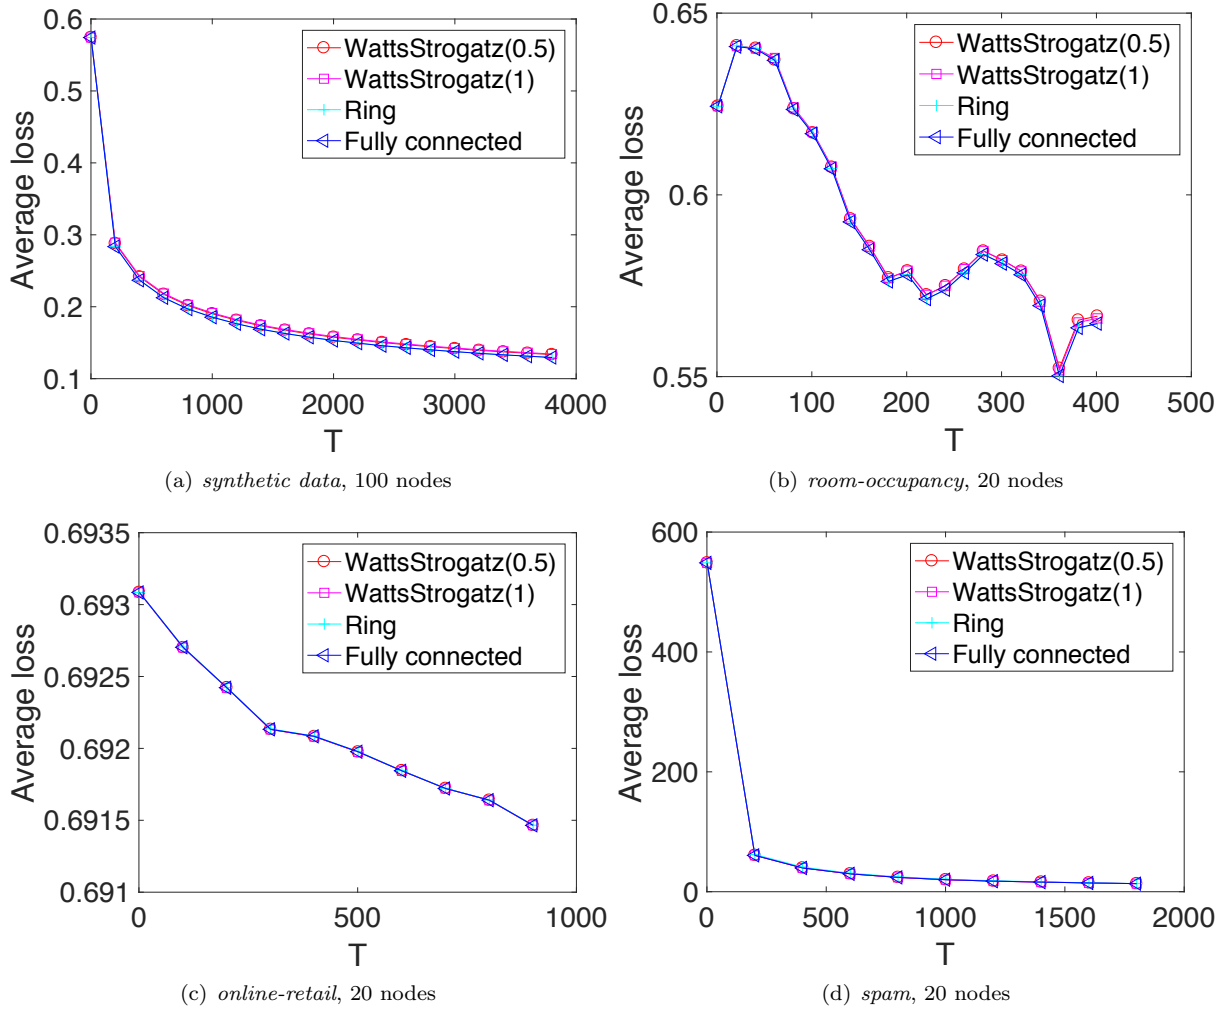 0.6
0.5
0.4
0.3
0.2
0.1
Average loss
0
1000
2000
3000
4000
T
WattsStrogatz(0.5)
WattsStrogatz(1)
Ring
Fully connected
(a) synthetic data, 100 nodes
0.65
0.6
0.55
Average loss
0
100
200
300
400
500
T
WattsStrogatz(0.5)
WattsStrogatz(1)
Ring
Fully connected
(b) room-occupancy, 20 nodes
0.6935
0.693
0.6925
0.692
0.6915
0.691
Average loss
0
500
1000
T
WattsStrogatz(0.5)
WattsStrogatz(1)
Ring
Fully connected
(c) online-retail, 20 nodes
600
400
200
0
Average loss
0
500
1000
1500
2000
T
WattsStrogatz(0.5)
WattsStrogatz(1)
Ring
Fully connected
(d) spam, 20 nodes